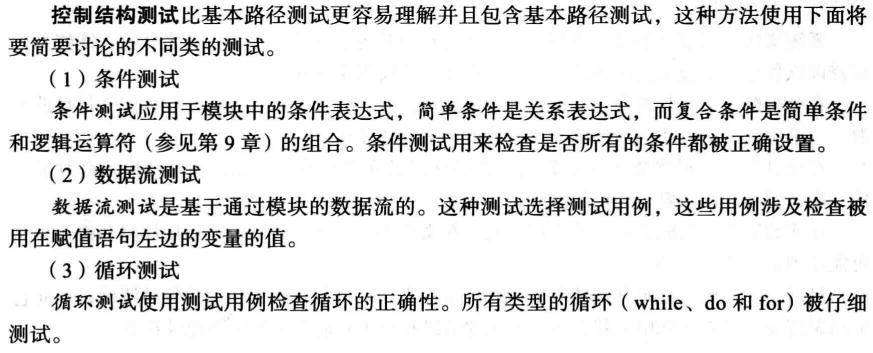 控制结构测试比基本路径测试更容易理解并且包含基本路径测试，这种方法使用下面将
要简要讨论的不同类的测试。
（1）条件测试
条件测试应用于模块中的条件表达式，简单条件是关系表达式，而复合条件是简单条件
和逻辑运算符（参见第 9 章）的组合。条件测试用来检查是否所有的条件都被正确设置。
（2）数据流测试
数据流测试是基于通过模块的数据流的。这种测试选择测试用例，这些用例涉及检查被
用在赋值语句左边的变量的值。
（3）循环测试
循环测试使用测试用例检查循环的正确性。所有类型的循环（while、do 和 for）被仔细
测试。